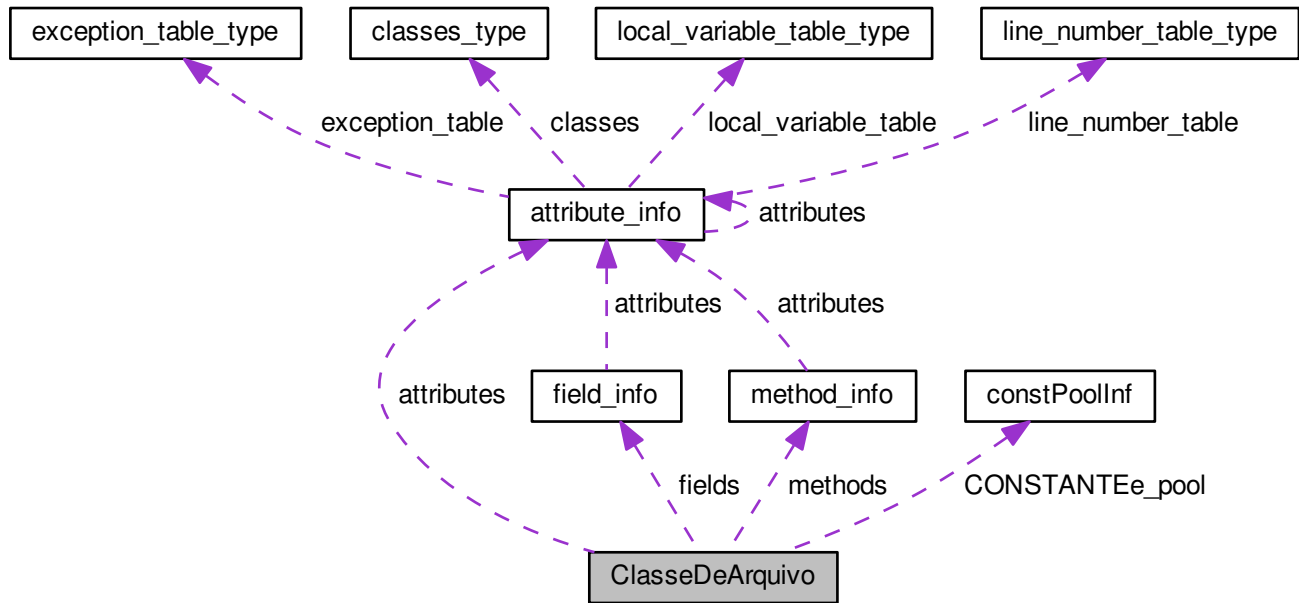 exception_table_type
classes_type
local_variable_table_type
line_number_table_type
exception_table
classes
local_variable_table
line_number_table
attribute_info
attributes
attributes
attributes
attributes
field_info
method_info
constPoolInf
fields
methods
CONSTANTEe_pool
ClasseDeArquivo